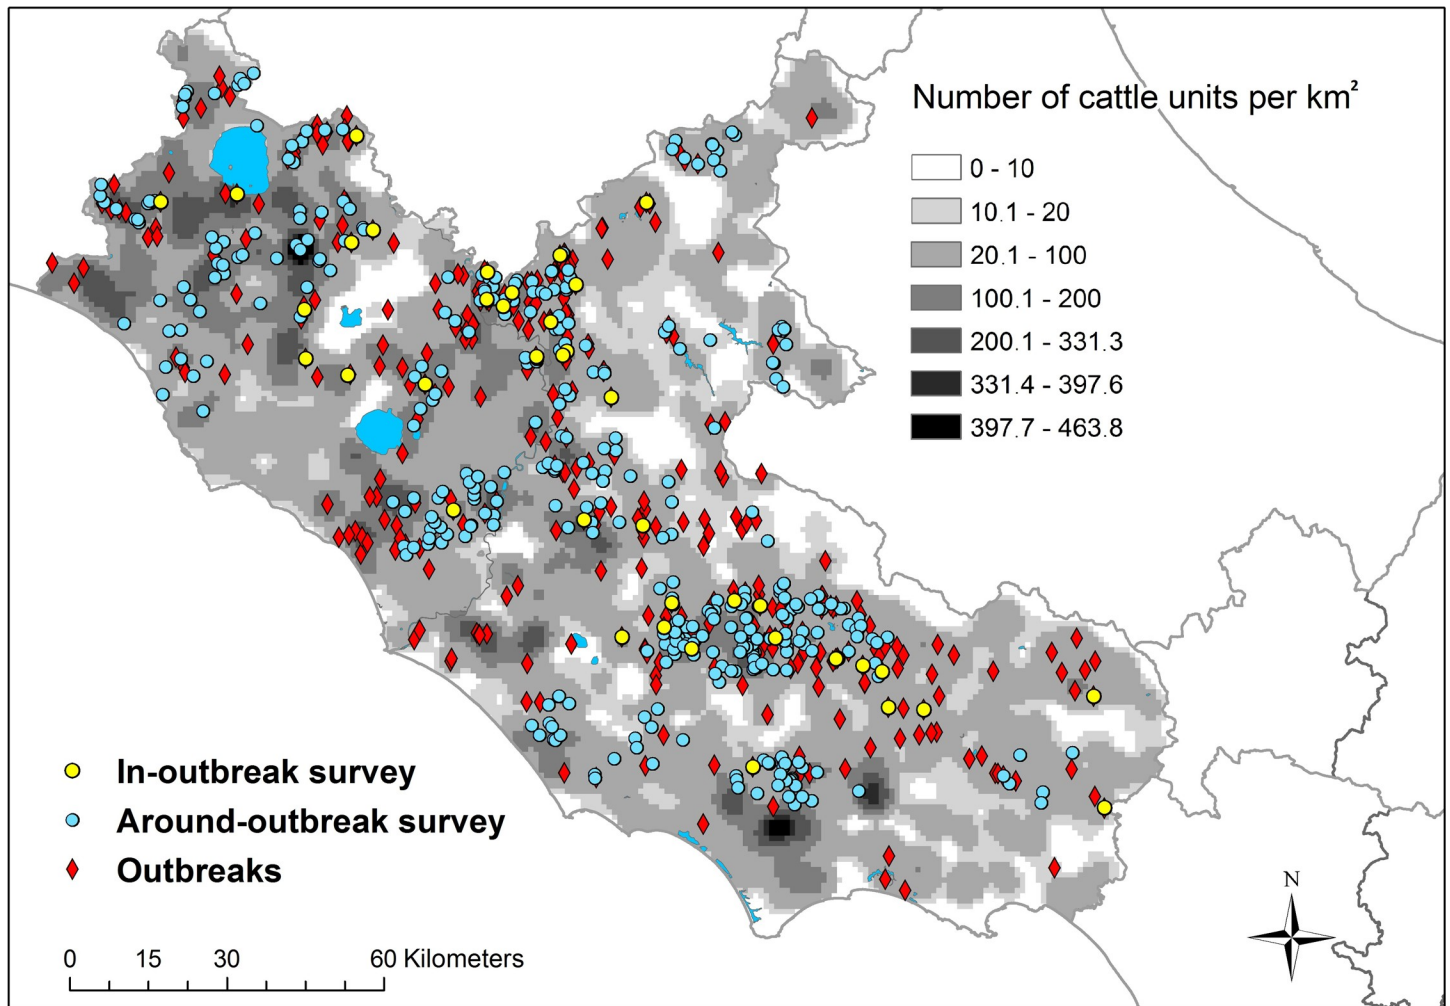 Number of cattle units per km²
0 - 10
10.1 - 20
20.1 - 100
100.1 - 200
200.1 - 331.3
331.4 - 397.6
397.7 - 463.8
In-outbreak survey
Around-outbreak survey
Outbreaks
N
0 15 30 60 Kilometers